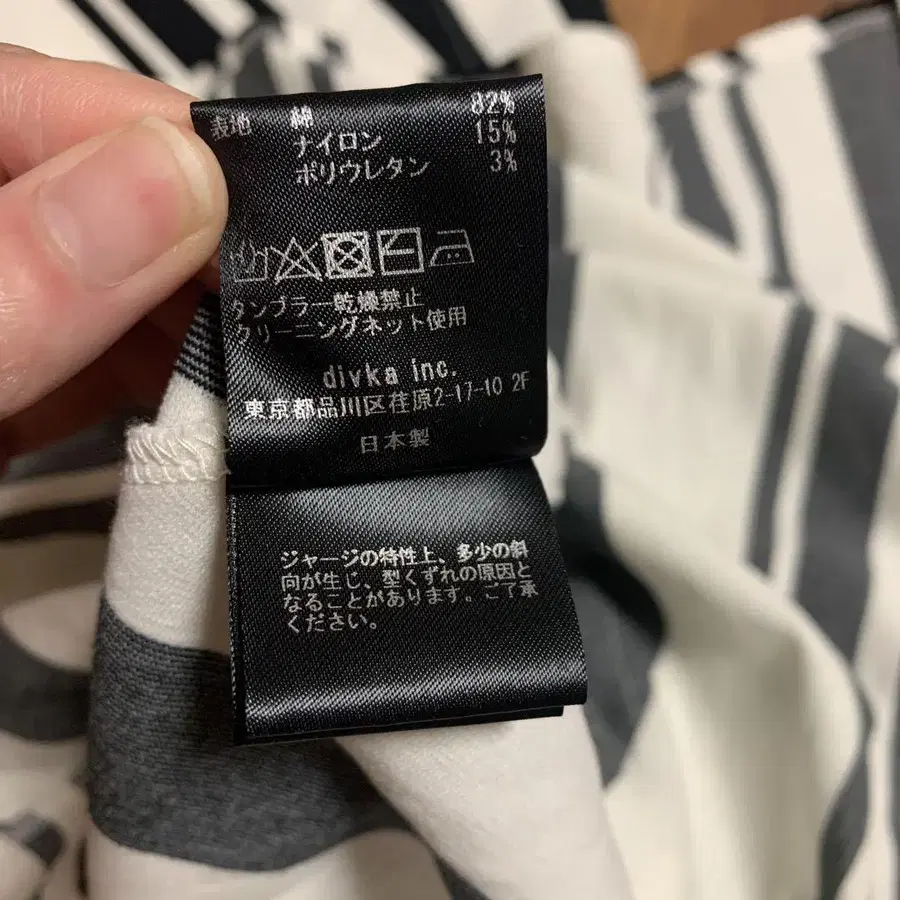 表地 綿 82%
ナイロン 15%
ポリウレタン 3%
タンブラー乾燥禁止
クリーニングネット使用
divka inc.
東京都品川区荏原2-17-10 2F
日本製
ジャージの特性上、多少の斜
向が生じ、型くずれの原因と
なることがあります。ご了承
ください。